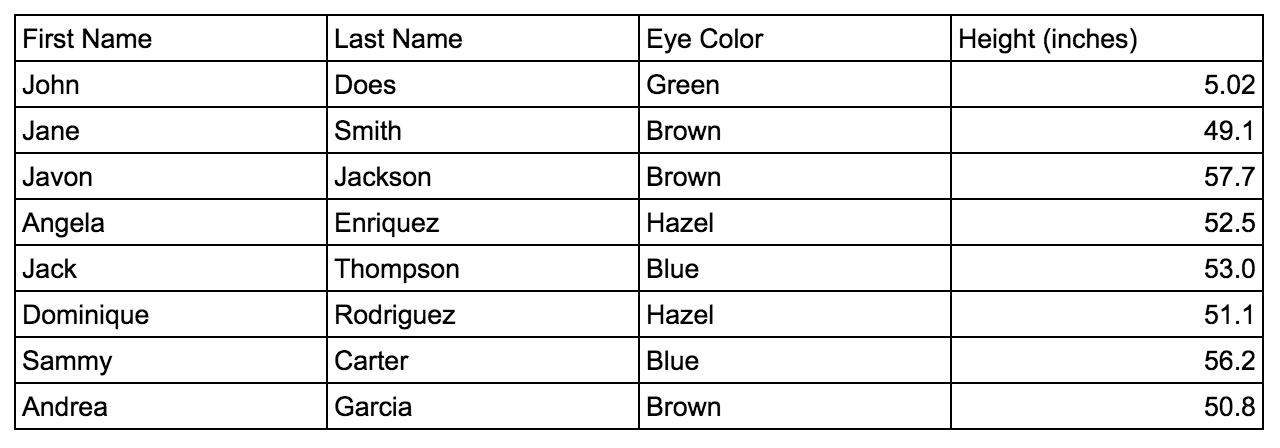 First Name Last Name Eye Color Height (inches)
John Does Green 5.02
Jane Smith Brown 49.1
Javon Jackson Brown 57.7
Angela Enriquez Hazel 52.5
Jack Thompson Blue 53.0
Dominique Rodriguez Hazel 51.1
Sammy Carter Blue 56.2
Andrea Garcia Brown 50.8